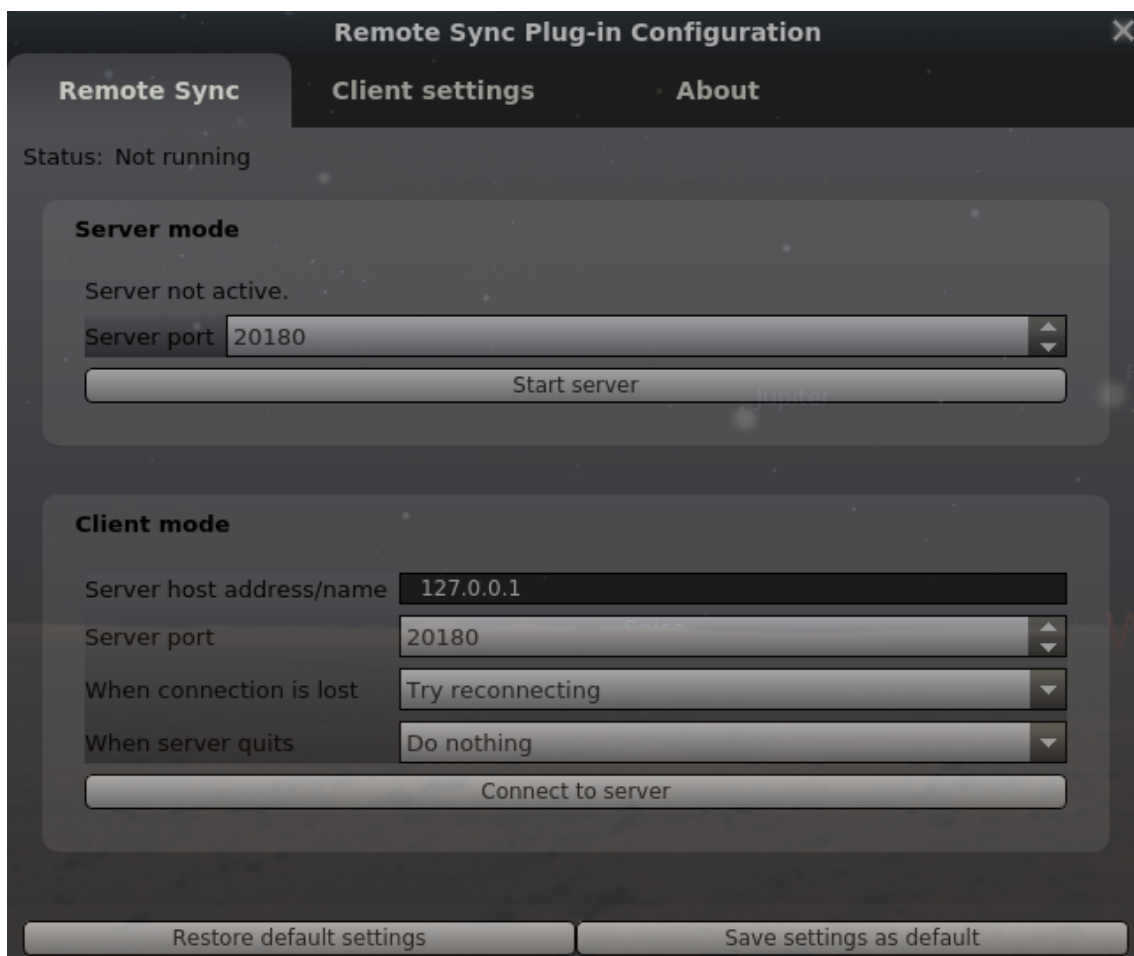 Remote Sync Plug-in Configuration
Remote Sync Client settings About
Status: Not running
Server mode
Server not active.
Server port 20180
Start server
Jupiter
Client mode
Server host address/name 127.0.0.1
Spica
Server port 20180
When connection is lost Try reconnecting
When server quits Do nothing
Connect to server
Restore default settings Save settings as default